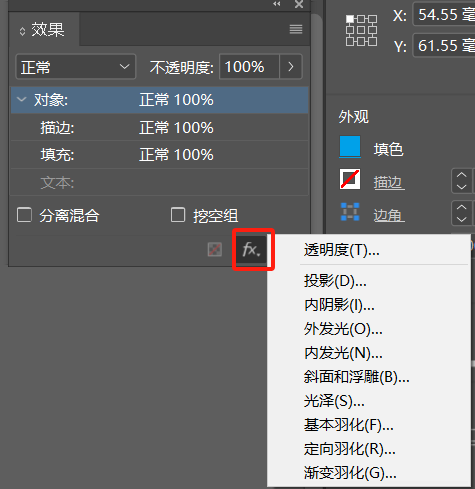 效果
正常 不透明度: 100%
对象: 正常 100%
描边: 正常 100%
填充: 正常 100%
文本:
分离混合 挖空组
fx.
X: 54.55 毫
Y: 61.55 毫
外观
填色
描边
边角
透明度(T)...
投影(D)...
内阴影(I)...
外发光(O)...
内发光(N)...
斜面和浮雕(B)...
光泽(S)...
基本羽化(F)...
定向羽化(R)...
渐变羽化(G)...